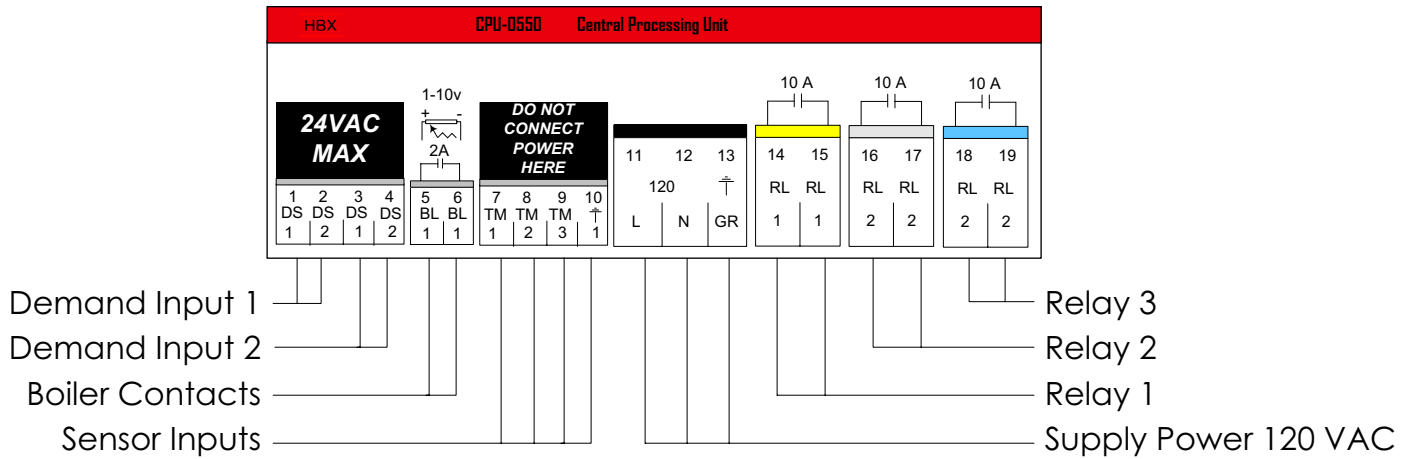 HBX CPU-0550 Central Processing Unit
24VAC
MAX
1-10v
+ -
2A
DO NOT
CONNECT
POWER
HERE
10 A 10 A 10 A
1 2 3 4 5 6 7 8 9 10
DS DS DS DS BL BL TM TM TM
1 2 1 2 1 1 1 2 3 1
11 12 13
120
L N GR
14 15 16 17 18 19
RL RL RL RL RL RL
1 1 2 2 2 2
Demand Input 1
Demand Input 2
Boiler Contacts
Sensor Inputs
Relay 3
Relay 2
Relay 1
Supply Power 120 VAC